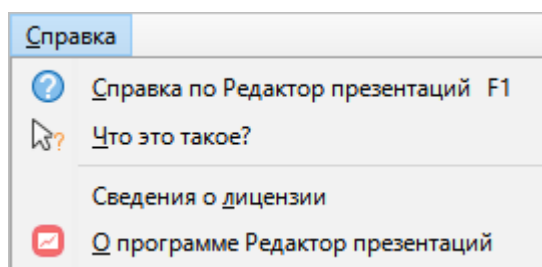 Справка
Справка по Редактор презентаций F1
Что это такое?
Сведения о лицензии
О программе Редактор презентаций